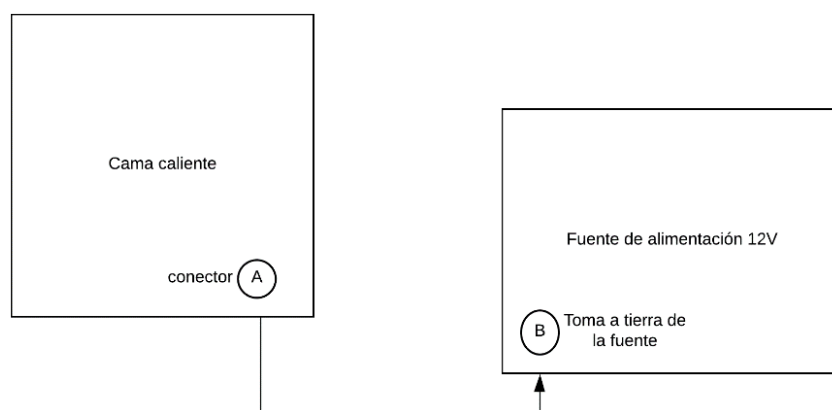 Cama caliente
conector
A
Fuente de alimentación 12V
B
Toma a tierra de
la fuente